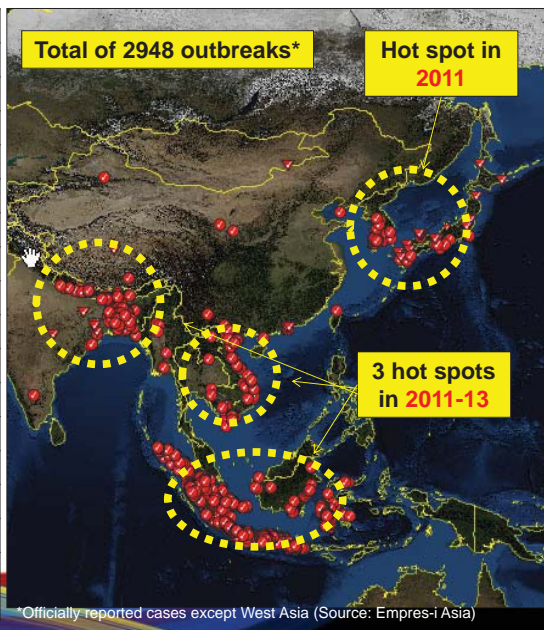 Total of 2948 outbreaks*
Hot spot in
2011
3 hot spots
in 2011-13
*Officially reported cases except West Asia (Source: Empres-i Asia)